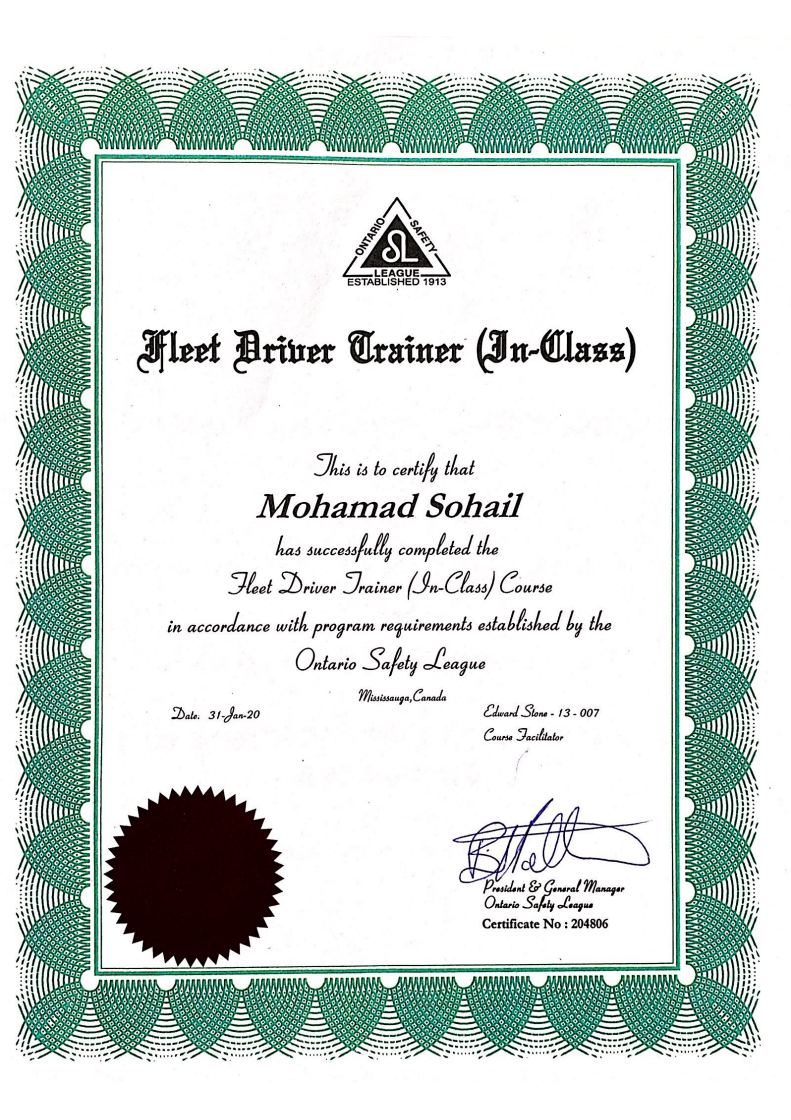 ONTARIO SAFETY
SL
LEAGUE
ESTABLISHED 1913
Fleet Driver Trainer (In-Class)
This is to certify that
Mohamad Sohail
has successfully completed the
Fleet Driver Trainer (In-Class) Course
in accordance with program requirements established by the
Ontario Safety League
Mississauga,Canada
Date. 31-Jan-20
Edward Stone - 13 - 007
Course Facilitator
President & General Manager
Ontario Safety League
Certificate No : 204806